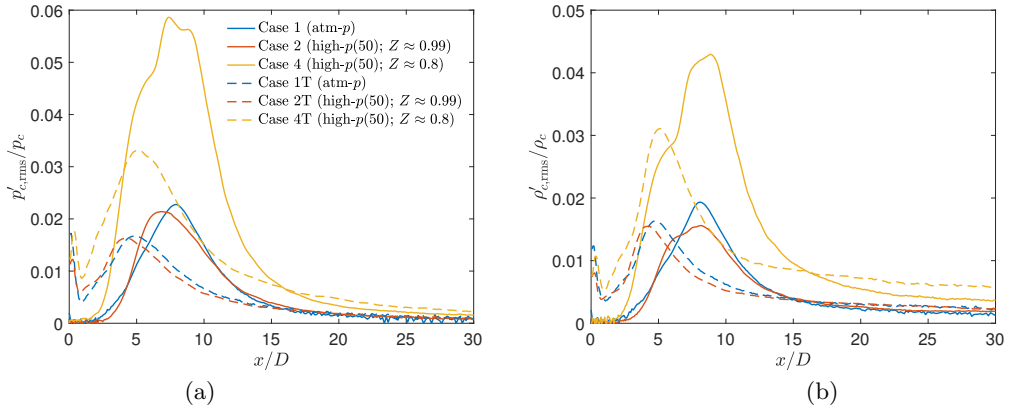 0.06
0.05
0.04
0.03
0.02
0.01
0
p′c,rms/pc
0 5 10 15 20 25 30
x/D
Case 1 (atm-p)
Case 2 (high-p(50); Z ≈ 0.99)
Case 4 (high-p(50); Z ≈ 0.8)
Case 1T (atm-p)
Case 2T (high-p(50); Z ≈ 0.99)
Case 4T (high-p(50); Z ≈ 0.8)
(a)
0.05
0.04
0.03
0.02
0.01
0
ρ′c,rms/ρc
0 5 10 15 20 25 30
x/D
(b)